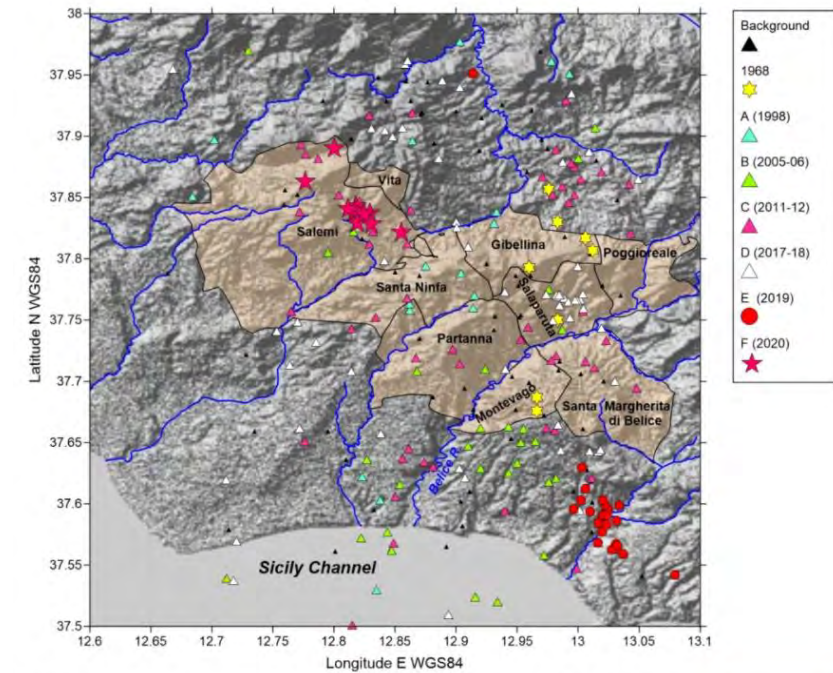 38
37.95
37.9
37.85
37.8
37.75
37.7
37.65
37.6
37.55
37.5
Latitude N WGS84
12.6
12.65
12.7
12.75
12.8
12.85
12.9
12.95
13
13.05
13.1
Longitude E WGS84
Vita
Salemi
Gibellina
Poggioreale
Santa Ninfa
Salaparuta
Partanna
Montevago
Santa Margherita
di Belice
Belice R.
Sicily Channel
Background
1968
A (1998)
B (2005-06)
C (2011-12)
D (2017-18)
E (2019)
F (2020)